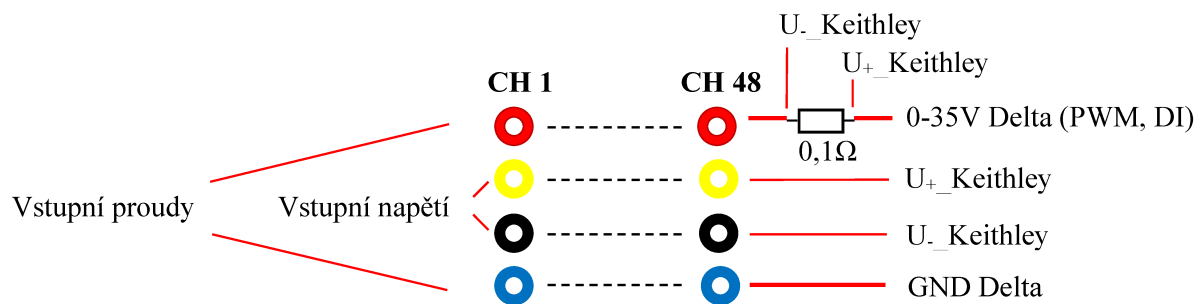 U-_Keithley
U+_Keithley
CH 1
CH 48
0-35V Delta (PWM, DI)
0,1Ω
U+_Keithley
Vstupní proudy
Vstupní napětí
U-_Keithley
GND Delta